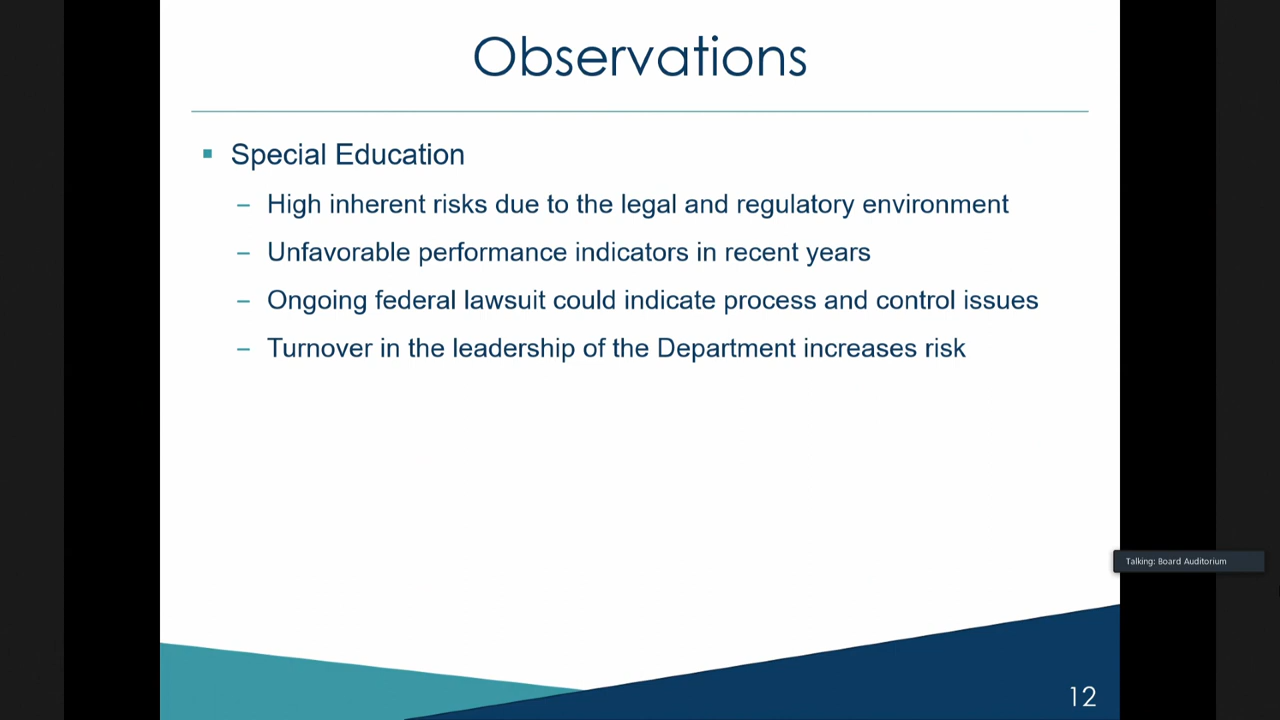 Observations
Special Education
– High inherent risks due to the legal and regulatory environment
– Unfavorable performance indicators in recent years
– Ongoing federal lawsuit could indicate process and control issues
– Turnover in the leadership of the Department increases risk
Talking: Board Auditorium
12